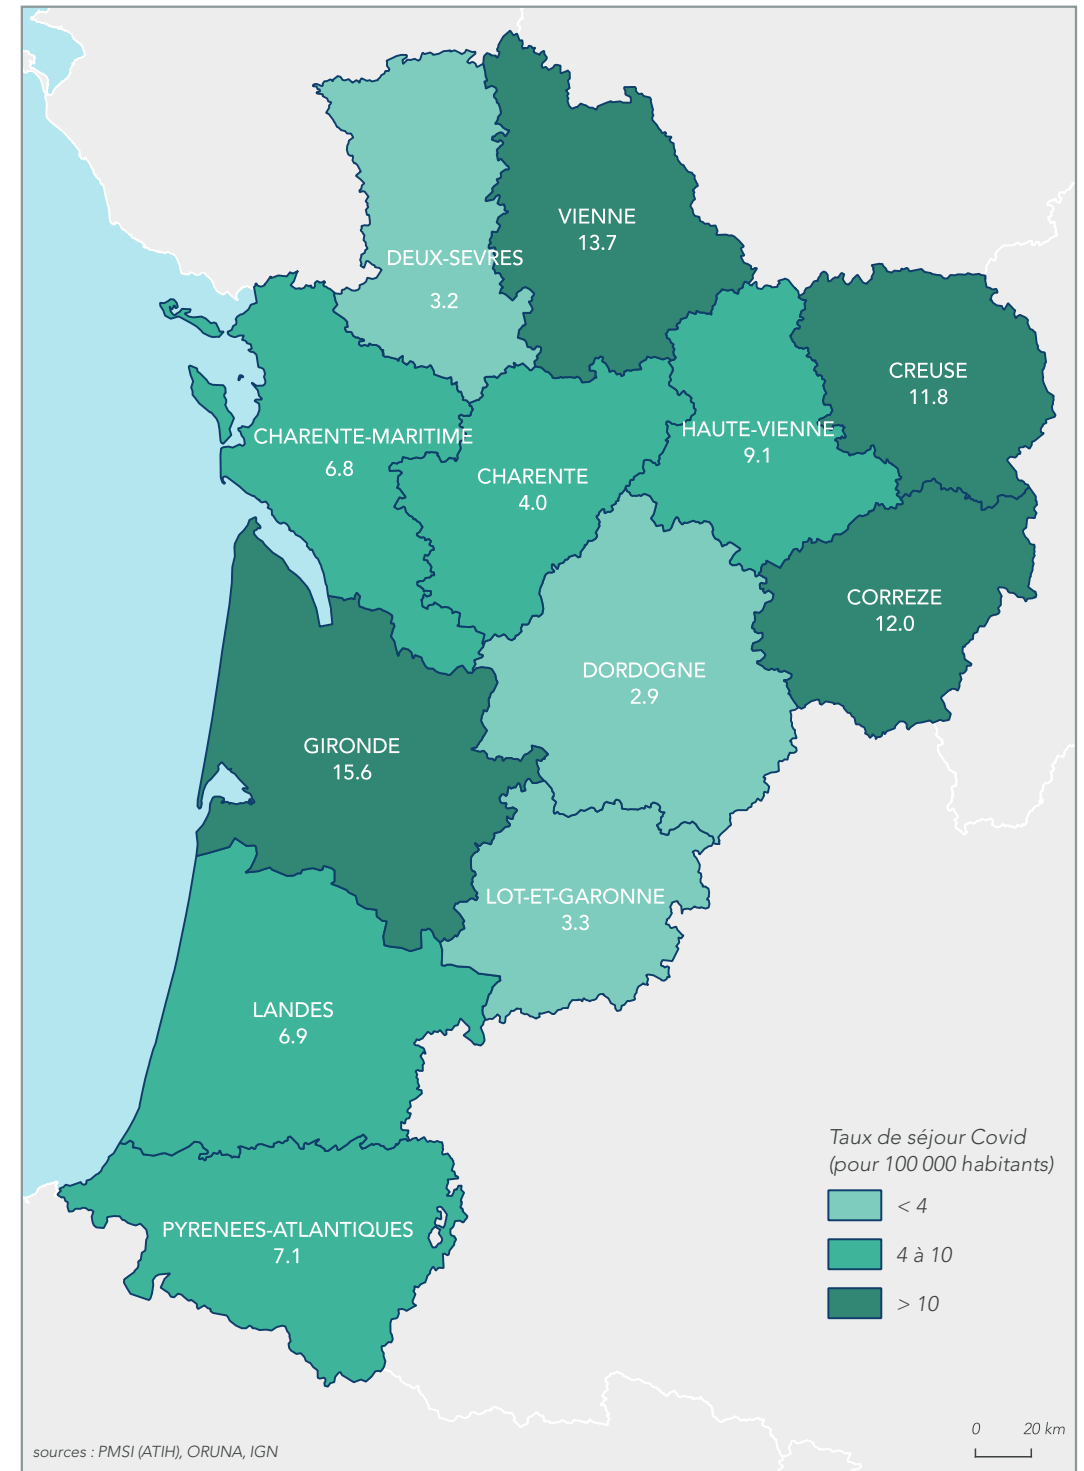 VIENNE
13.7
DEUX-SEVRES
3.2
CREUSE
11.8
CHARENTE-MARITIME
6.8
HAUTE-VIENNE
9.1
CHARENTE
4.0
CORREZE
12.0
DORDOGNE
2.9
GIRONDE
15.6
LOT-ET-GARONNE
3.3
LANDES
6.9
PYRENEES-ATLANTIQUES
7.1
Taux de séjour Covid
(pour 100 000 habitants)
< 4
4 à 10
> 10
0 20 km
sources : PMSI (ATIH), ORUNA, IGN